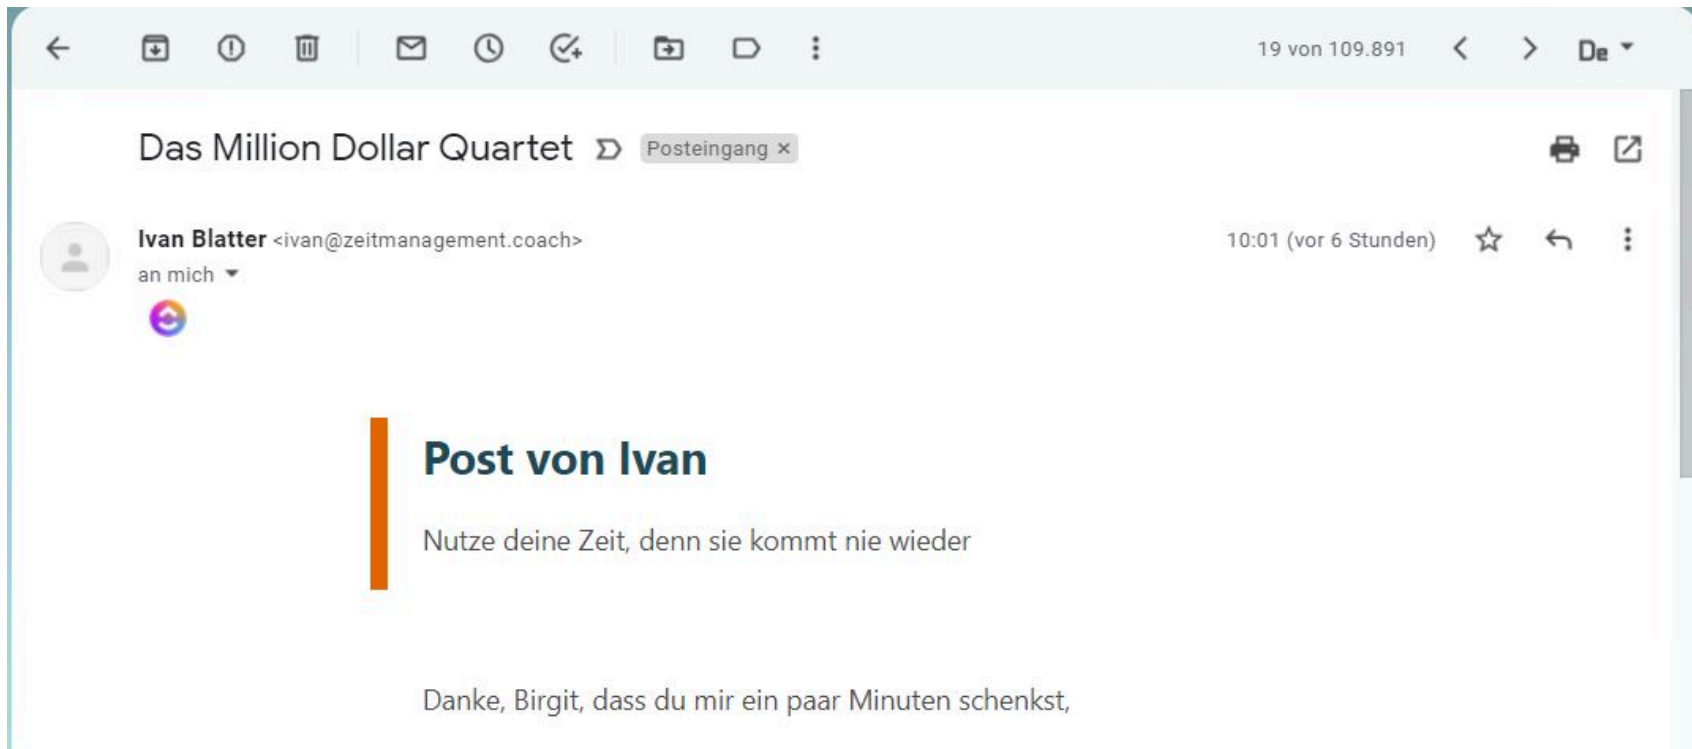 19 von 109.891
De
Das Million Dollar Quartet Posteingang ×
Ivan Blatter <ivan@zeitmanagement.coach> 10:01 (vor 6 Stunden)
an mich
Post von Ivan
Nutze deine Zeit, denn sie kommt nie wieder
Danke, Birgit, dass du mir ein paar Minuten schenkst,